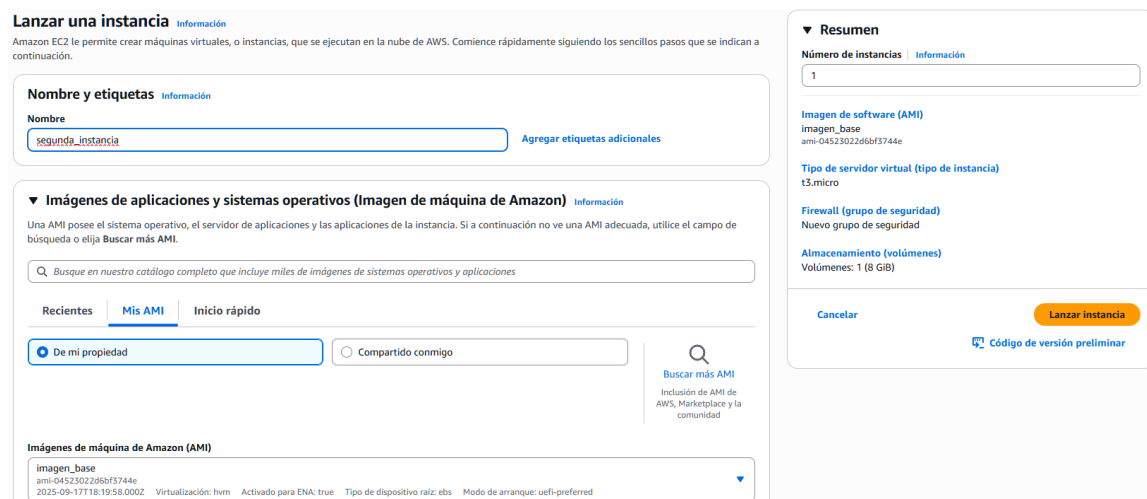 Lanzar una instancia Información
Amazon EC2 le permite crear máquinas virtuales, o instancias, que se ejecutan en la nube de AWS. Comience rápidamente siguiendo los sencillos pasos que se indican a
continuación.
Nombre y etiquetas Información
Nombre
segunda_instancia
Agregar etiquetas adicionales
Imágenes de aplicaciones y sistemas operativos (Imagen de máquina de Amazon) Información
Una AMI posee el sistema operativo, el servidor de aplicaciones y las aplicaciones de la instancia. Si a continuación no ve una AMI adecuada, utilice el campo de
búsqueda o elija Buscar más AMI.
Busque en nuestro catálogo completo que incluye miles de imágenes de sistemas operativos y aplicaciones
Recientes
Mis AMI
Inicio rápido
De mi propiedad
Compartido conmigo
Buscar más AMI
Inclusión de AMI de
AWS, Marketplace y la
comunidad
Imágenes de máquina de Amazon (AMI)
imagen_base
ami-04523022d6bf3744e
2025-09-17T18:19:58.000Z Virtualización: hvm Activado para ENA: true Tipo de dispositivo raíz: ebs Modo de arranque: uefi-preferred
Resumen
Número de instancias Información
1
Imagen de software (AMI)
imagen_base
ami-04523022d6bf3744e
Tipo de servidor virtual (tipo de instancia)
t3.micro
Firewall (grupo de seguridad)
Nuevo grupo de seguridad
Almacenamiento (volúmenes)
Volúmenes: 1 (8 GiB)
Cancelar
Lanzar instancia
Código de versión preliminar